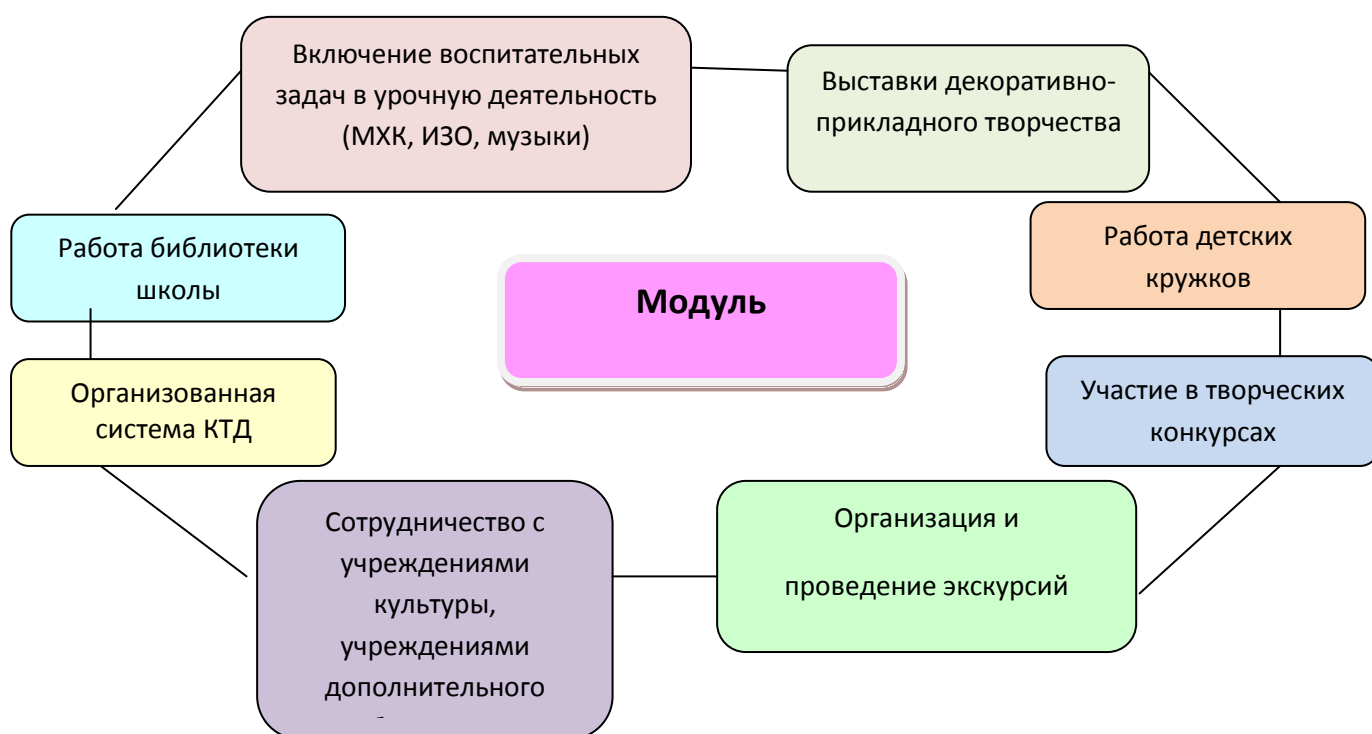 Включение воспитательных
задач в урочную деятельность
(МХК, ИЗО, музыки)
Выставки декоративно-
прикладного творчества
Работа библиотеки
школы
Работа детских
кружков
Модуль
Организованная
система КТД
Участие в творческих
конкурсах
Сотрудничество с
учреждениями
культуры,
учреждениями
дополнительного
Организация и
проведение экскурсий